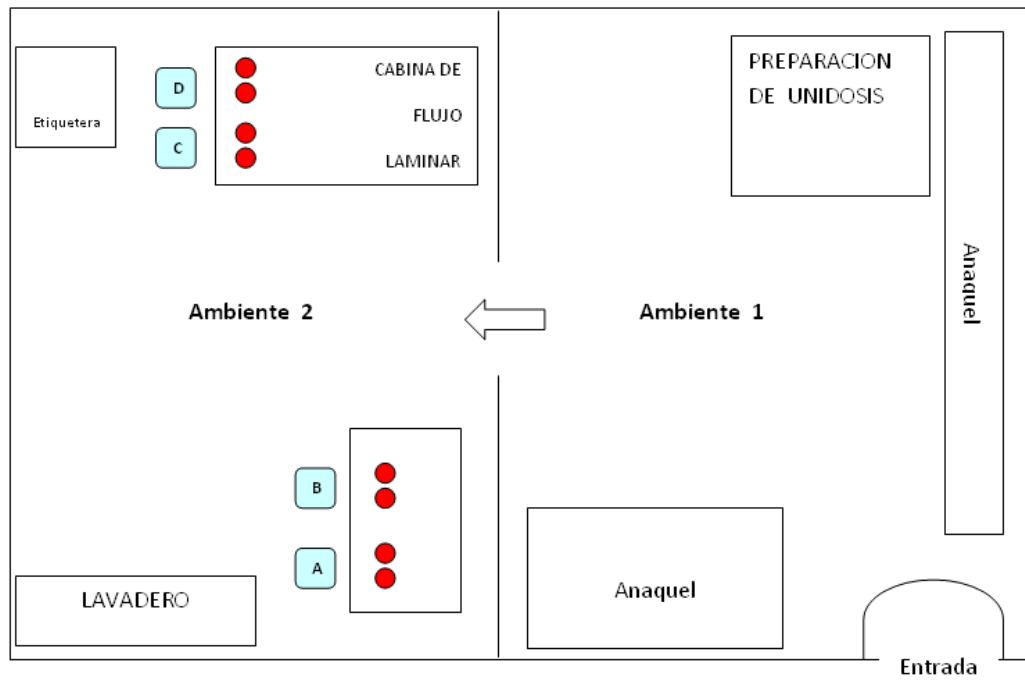 Etiquetera
D
C
CABINA DE
FLUJO
LAMINAR
PREPARACION
DE UNIDOSIS
Anaquel
Ambiente 2
Ambiente 1
B
A
LAVADERO
Anaquel
Entrada